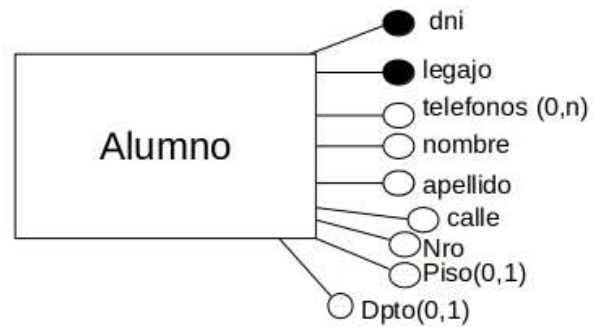 dni
legajo
telefonos (0,n)
Alumno
nombre
apellido
calle
Nro
Piso(0,1)
Dpto(0,1)